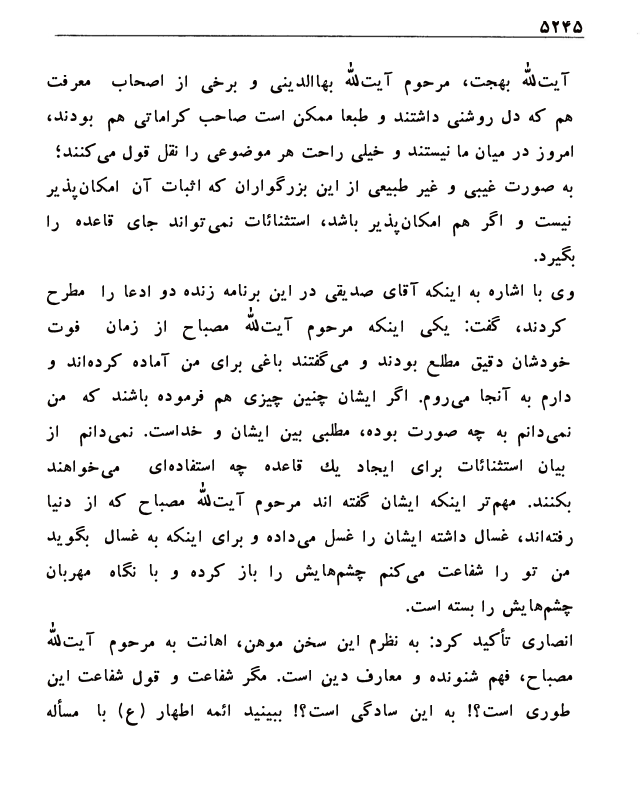 ۵۲۴۵
آیت‌الله بهجت، مرحوم آیت‌الله بهاالدینی و برخی از اصحاب معرفت
هم که دل روشنی داشتند و طبعا ممکن است صاحب کراماتی هم بودند،
امروز در میان ما نیستند و خیلی راحت هر موضوعی را نقل قول می‌کنند؛
به صورت غیبی و غیر طبیعی از این بزرگواران که اثبات آن امکان‌پذیر
نیست و اگر هم امکان‌پذیر باشد، استثنائات نمی‌تواند جای قاعده را
بگیرد.
وی با اشاره به اینکه آقای صدیقی در این برنامه زنده دو ادعا را مطرح
کردند، گفت: یکی اینکه مرحوم آیت‌الله مصباح از زمان فوت
خودشان دقیق مطلع بودند و می‌گفتند باغی برای من آماده کرده‌اند و
دارم به آنجا می‌روم. اگر ایشان چنین چیزی هم فرموده باشند که من
نمی‌دانم به چه صورت بوده، مطلبی بین ایشان و خداست. نمی‌دانم از
بیان استثنائات برای ایجاد یك قاعده چه استفاده‌ای می‌خواهند
بکنند. مهم‌تر اینکه ایشان گفته اند مرحوم آیت‌الله مصباح که از دنیا
رفته‌اند، غسال داشته ایشان را غسل می‌داده و برای اینکه به غسال بگوید
من تو را شفاعت می‌کنم چشم‌هایش را باز کرده و با نگاه مهربان
چشم‌هایش را بسته است.
انصاری تأکید کرد: به نظرم این سخن موهن، اهانت به مرحوم آیت‌الله
مصباح، فهم شنونده و معارف دین است. مگر شفاعت و قول شفاعت این
طوری است؟! به این سادگی است؟! ببینید ائمه اطهار (ع) با مسأله